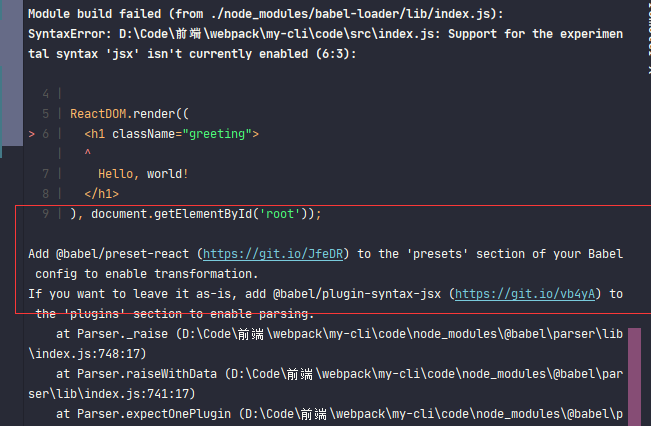 Module build failed (from ./node_modules/babel-loader/lib/index.js):
SyntaxError: D:\Code\前端\webpack\my-cli\code\src\index.js: Support for the experimen
tal syntax 'jsx' isn't currently enabled (6:3):
4 |
5 | ReactDOM.render((
> 6 |   <h1 className="greeting">
|   ^
7 |     Hello, world!
8 |   </h1>
9 | ), document.getElementById('root'));
Add @babel/preset-react (https://git.io/JfeDR) to the 'presets' section of your Babel
config to enable transformation.
If you want to leave it as-is, add @babel/plugin-syntax-jsx (https://git.io/vb4yA) to
the 'plugins' section to enable parsing.
at Parser._raise (D:\Code\前端\webpack\my-cli\code\node_modules\@babel\parser\lib
\index.js:748:17)
at Parser.raiseWithData (D:\Code\前端\webpack\my-cli\code\node_modules\@babel\par
ser\lib\index.js:741:17)
at Parser.expectOnePlugin (D:\Code\前端\webpack\my-cli\code\node_modules\@babel\p